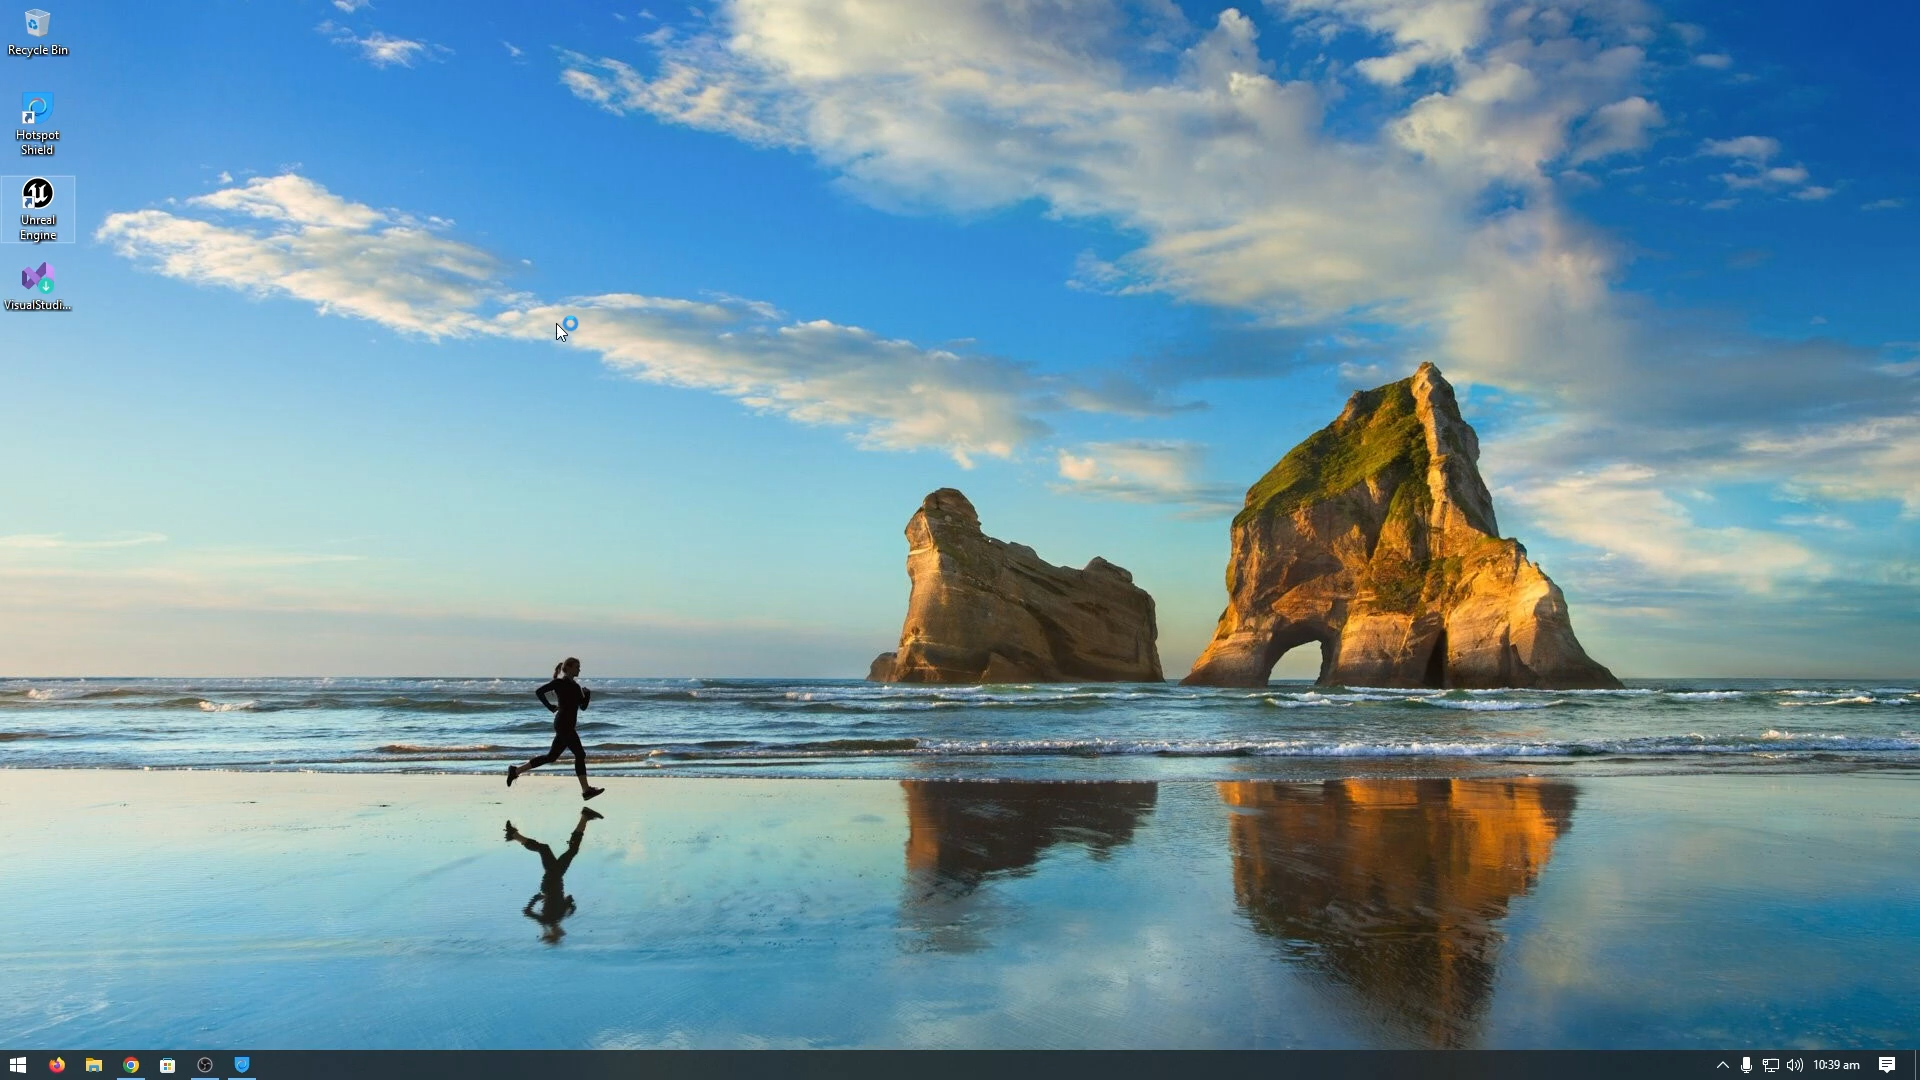 Recycle Bin
Hotspot
Shield
Unreal
Engine
VisualStudi...
10:39 am